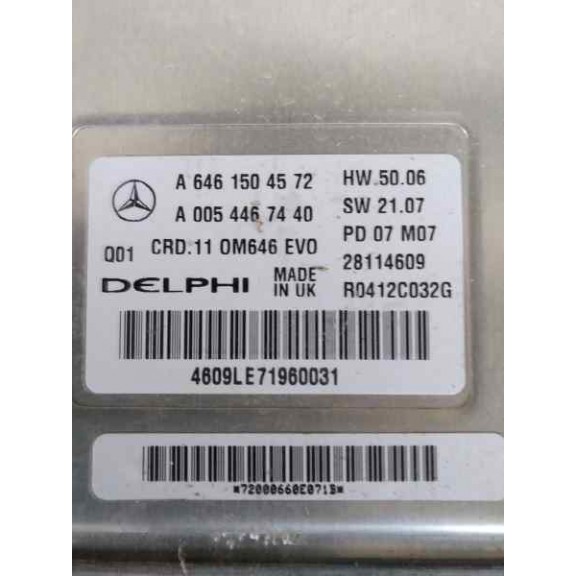 A 646 150 45 72 HW.50.06
A 005 446 74 40 SW 21.07
Q01 CRD.11 OM646 EVO PD 07 M07
DELPHI MADE IN UK 28114609
R0412C032G
4609LE71960031
*72000660E071B*